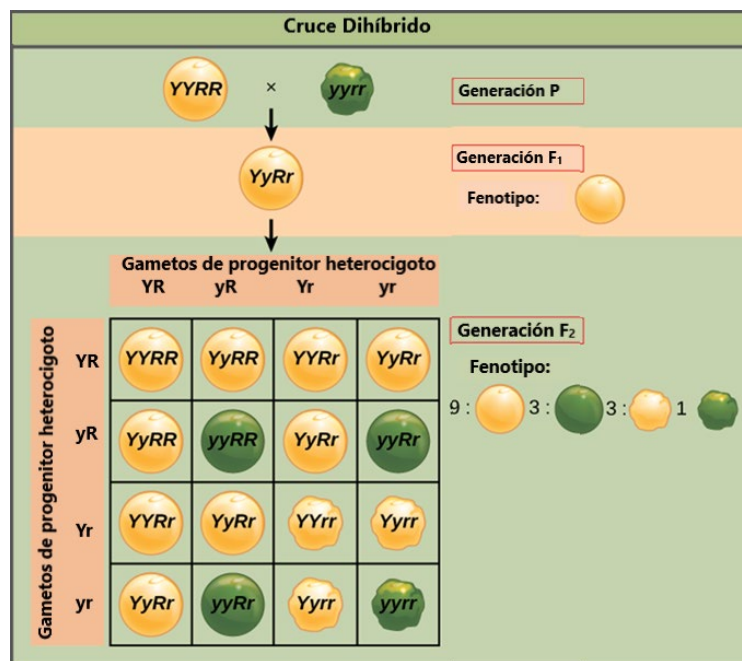 Cruce Dihíbrido
YYRR × yyrr
Generación P
YyRr
Generación F₁
Fenotipo:
Gametos de progenitor heterocigoto
YR yR Yr yr
Gametos de progenitor heterocigoto
YR YYRR YyRR YYRr YyRr
yR YyRR yyRR YyRr yyRr
Yr YYRr YyRr YYrr Yyrr
yr YyRr yyRr Yyrr yyrr
Generación F₂
Fenotipo:
9 : 3 : 3 : 1